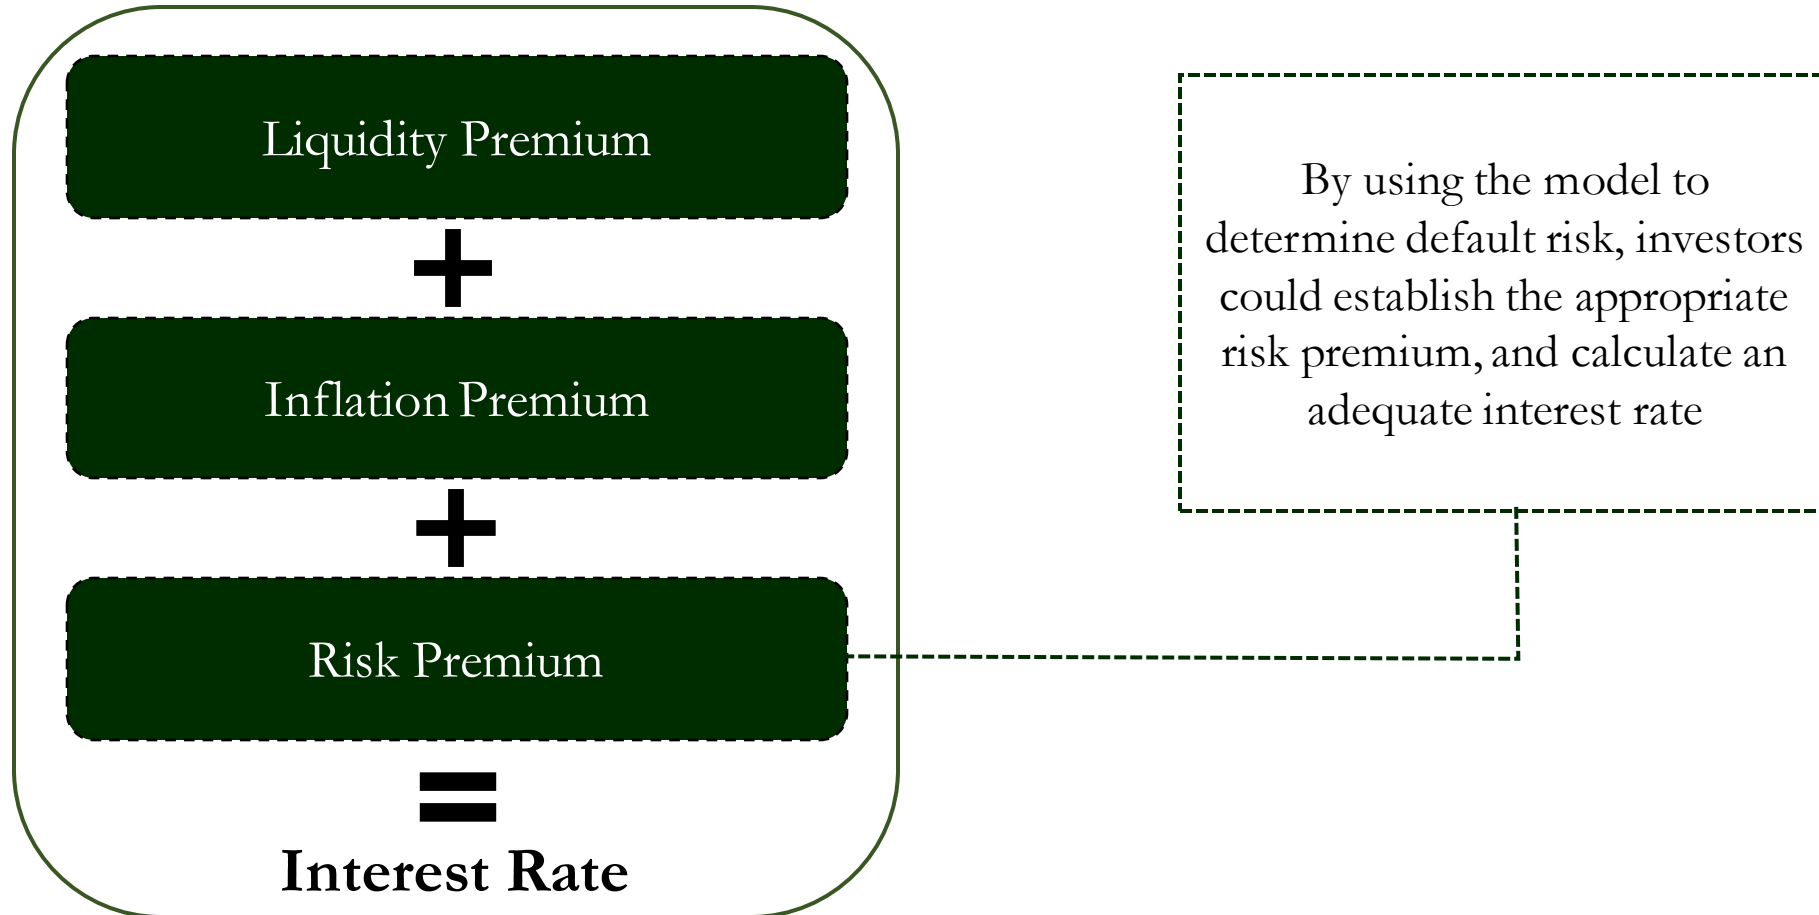 Liquidity Premium
+
Inflation Premium
+
Risk Premium
=
Interest Rate
By using the model to
determine default risk, investors
could establish the appropriate
risk premium, and calculate an
adequate interest rate